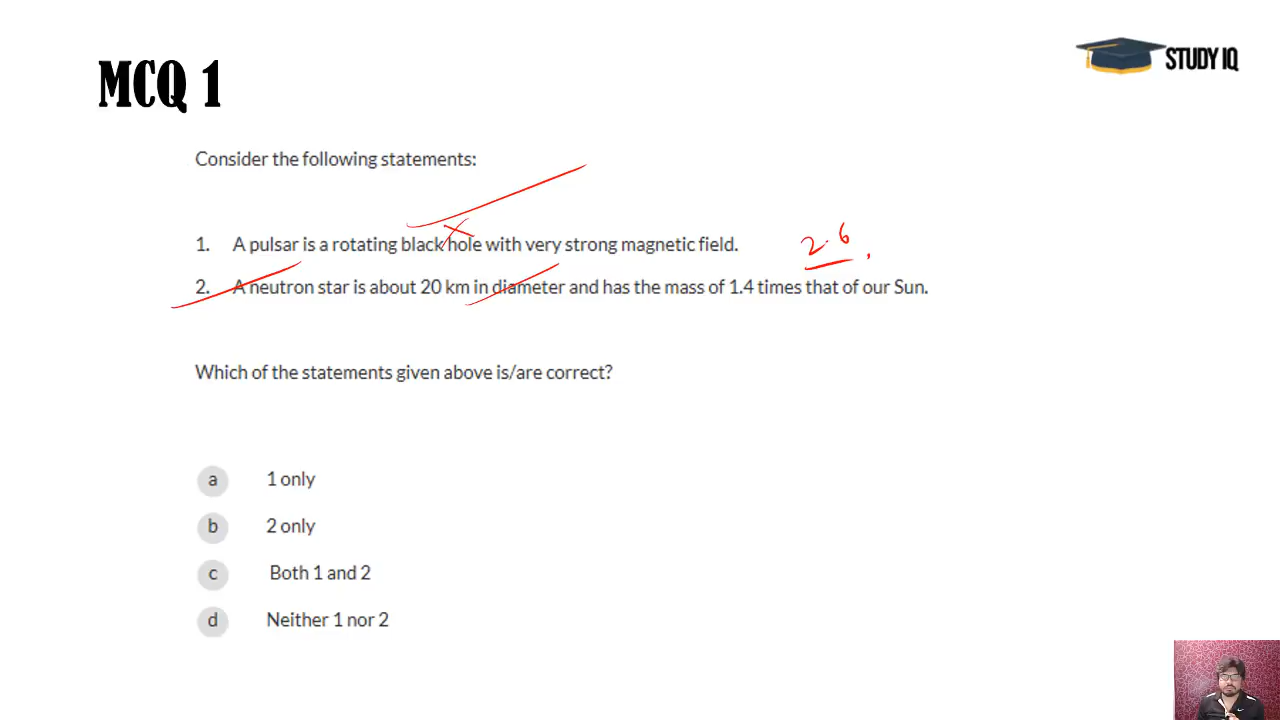 STUDY IQ
MCQ 1
Consider the following statements:
1. A pulsar is a rotating black hole with very strong magnetic field.
2.6
2. A neutron star is about 20 km in diameter and has the mass of 1.4 times that of our Sun.
Which of the statements given above is/are correct?
a 1 only
b 2 only
c Both 1 and 2
d Neither 1 nor 2